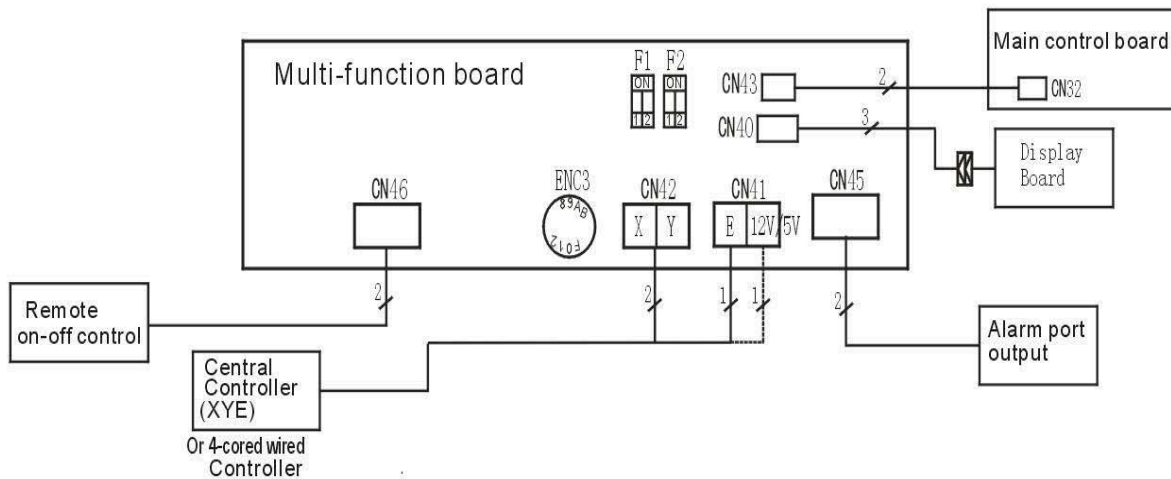 Multi-function board
F1 F2
ON ON
1 2 1 2
CN43
2
Main control board
CN32
CN40
3
Display
Board
CN46
ENC3
89AB
F012
CN42
X Y
CN41
E 12V/5V
CN45
2
2
1
1
2
Remote
on-off control
Alarm port
output
Central
Controller
(XYE)
Or 4-cored wired
Controller